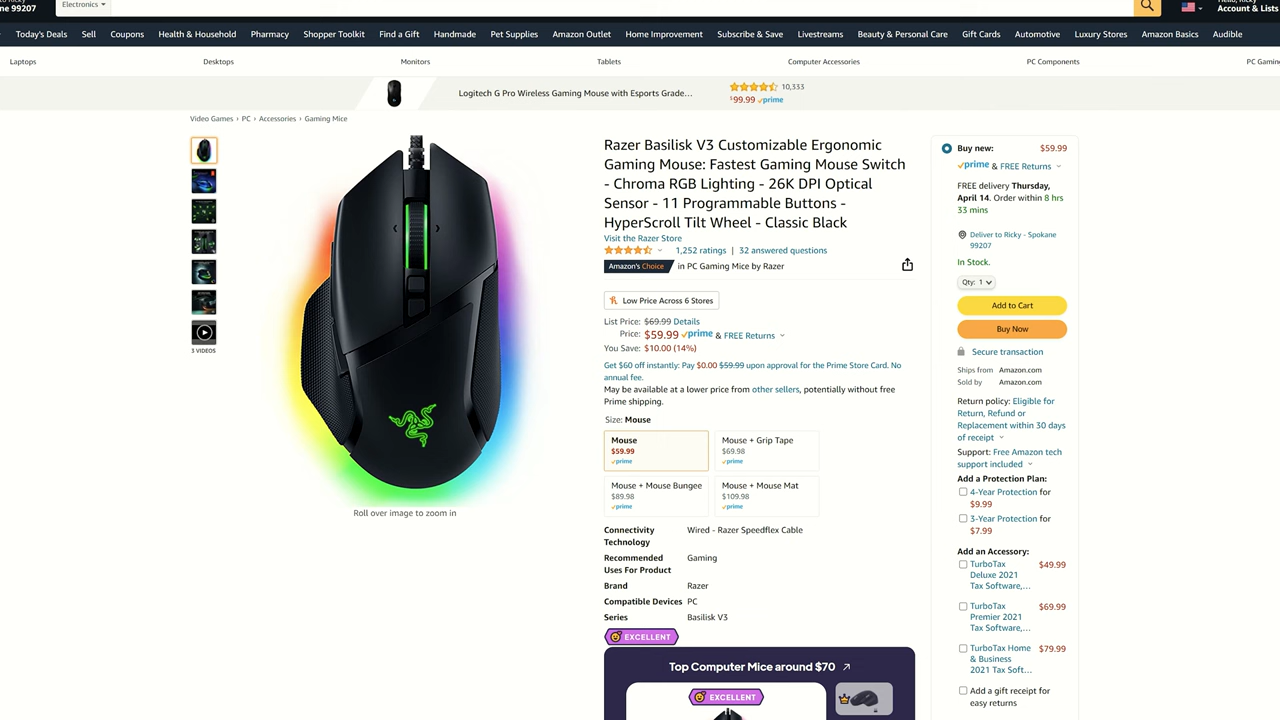 ne 99207
Electronics
Account & Lists
Today's Deals
Sell
Coupons
Health & Household
Pharmacy
Shopper Toolkit
Find a Gift
Handmade
Pet Supplies
Amazon Outlet
Home Improvement
Subscribe & Save
Beauty & Personal Care
Livestreams
Gift Cards
Automotive
Luxury Stores
Amazon Basics
Audible
Laptops
Desktops
Monitors
Tablets
Computer Accessories
PC Components
PC Gamin
Logitech G Pro Wireless Gaming Mouse with Esports Grade...
10,333
$99.99 prime
Video Games › PC › Accessories › Gaming Mice
3 VIDEOS
Roll over image to zoom in
Razer Basilisk V3 Customizable Ergonomic
Gaming Mouse: Fastest Gaming Mouse Switch
- Chroma RGB Lighting - 26K DPI Optical
Sensor - 11 Programmable Buttons -
HyperScroll Tilt Wheel - Classic Black
Visit the Razer Store
1,252 ratings | 32 answered questions
Amazon's Choice in PC Gaming Mice by Razer
Low Price Across 6 Stores
List Price: $69.99 Details
Price: $59.99 prime & FREE Returns
You Save: $10.00 (14%)
Get $60 off instantly: Pay $0.00 $59.99 upon approval for the Prime Store Card. No
annual fee.
May be available at a lower price from other sellers, potentially without free
Prime shipping.
Size: Mouse
Mouse
$59.99
prime
Mouse + Grip Tape
$69.98
prime
Mouse + Mouse Bungee
$89.98
prime
Mouse + Mouse Mat
$109.98
prime
Connectivity
Technology
Wired - Razer Speedflex Cable
Recommended
Uses For Product
Gaming
Brand Razer
Compatible Devices PC
Series Basilisk V3
EXCELLENT
Top Computer Mice around $70
EXCELLENT
Buy new: $59.99
prime & FREE Returns
FREE delivery Thursday,
April 14. Order within 8 hrs
33 mins
Deliver to Ricky - Spokane
99207
In Stock.
Qty: 1
Add to Cart
Buy Now
Secure transaction
Ships from Amazon.com
Sold by Amazon.com
Return policy: Eligible for
Return, Refund or
Replacement within 30 days
of receipt
Support: Free Amazon tech
support included
Add a Protection Plan:
4-Year Protection for
$9.99
3-Year Protection for
$7.99
Add an Accessory:
TurboTax $49.99
Deluxe 2021
Tax Software,...
TurboTax $69.99
Premier 2021
Tax Software,...
TurboTax Home $79.99
& Business
2021 Tax Soft...
Add a gift receipt for
easy returns